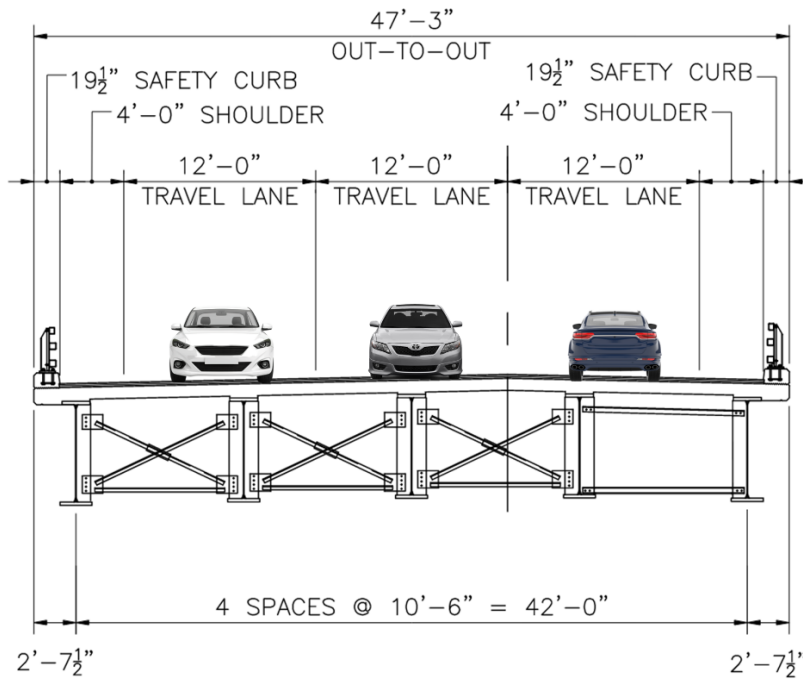 47'-3"
OUT-TO-OUT
19½" SAFETY CURB
19½" SAFETY CURB
4'-0" SHOULDER
4'-0" SHOULDER
12'-0"
12'-0"
12'-0"
TRAVEL LANE
TRAVEL LANE
TRAVEL LANE
4 SPACES @ 10'-6" = 42'-0"
2'-7½"
2'-7½'